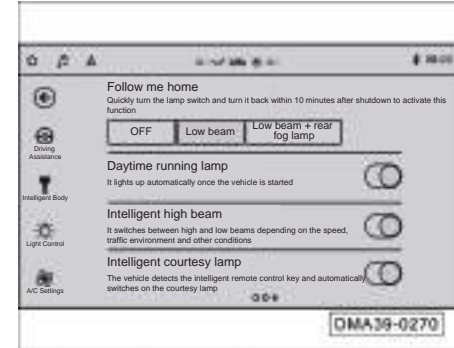 Follow me home
Quickly turn the lamp switch and turn it back within 10 minutes after shutdown to activate this
function
OFF
Low beam
Low beam + rear
fog lamp
Driving
Assistance
Daytime running lamp
It lights up automatically once the vehicle is started
Intelligent Body
Intelligent high beam
It switches between high and low beams depending on the speed,
traffic environment and other conditions
Light Control
Intelligent courtesy lamp
The vehicle detects the intelligent remote control key and automatically
switches on the courtesy lamp
A/C Settings
DMA39-0270